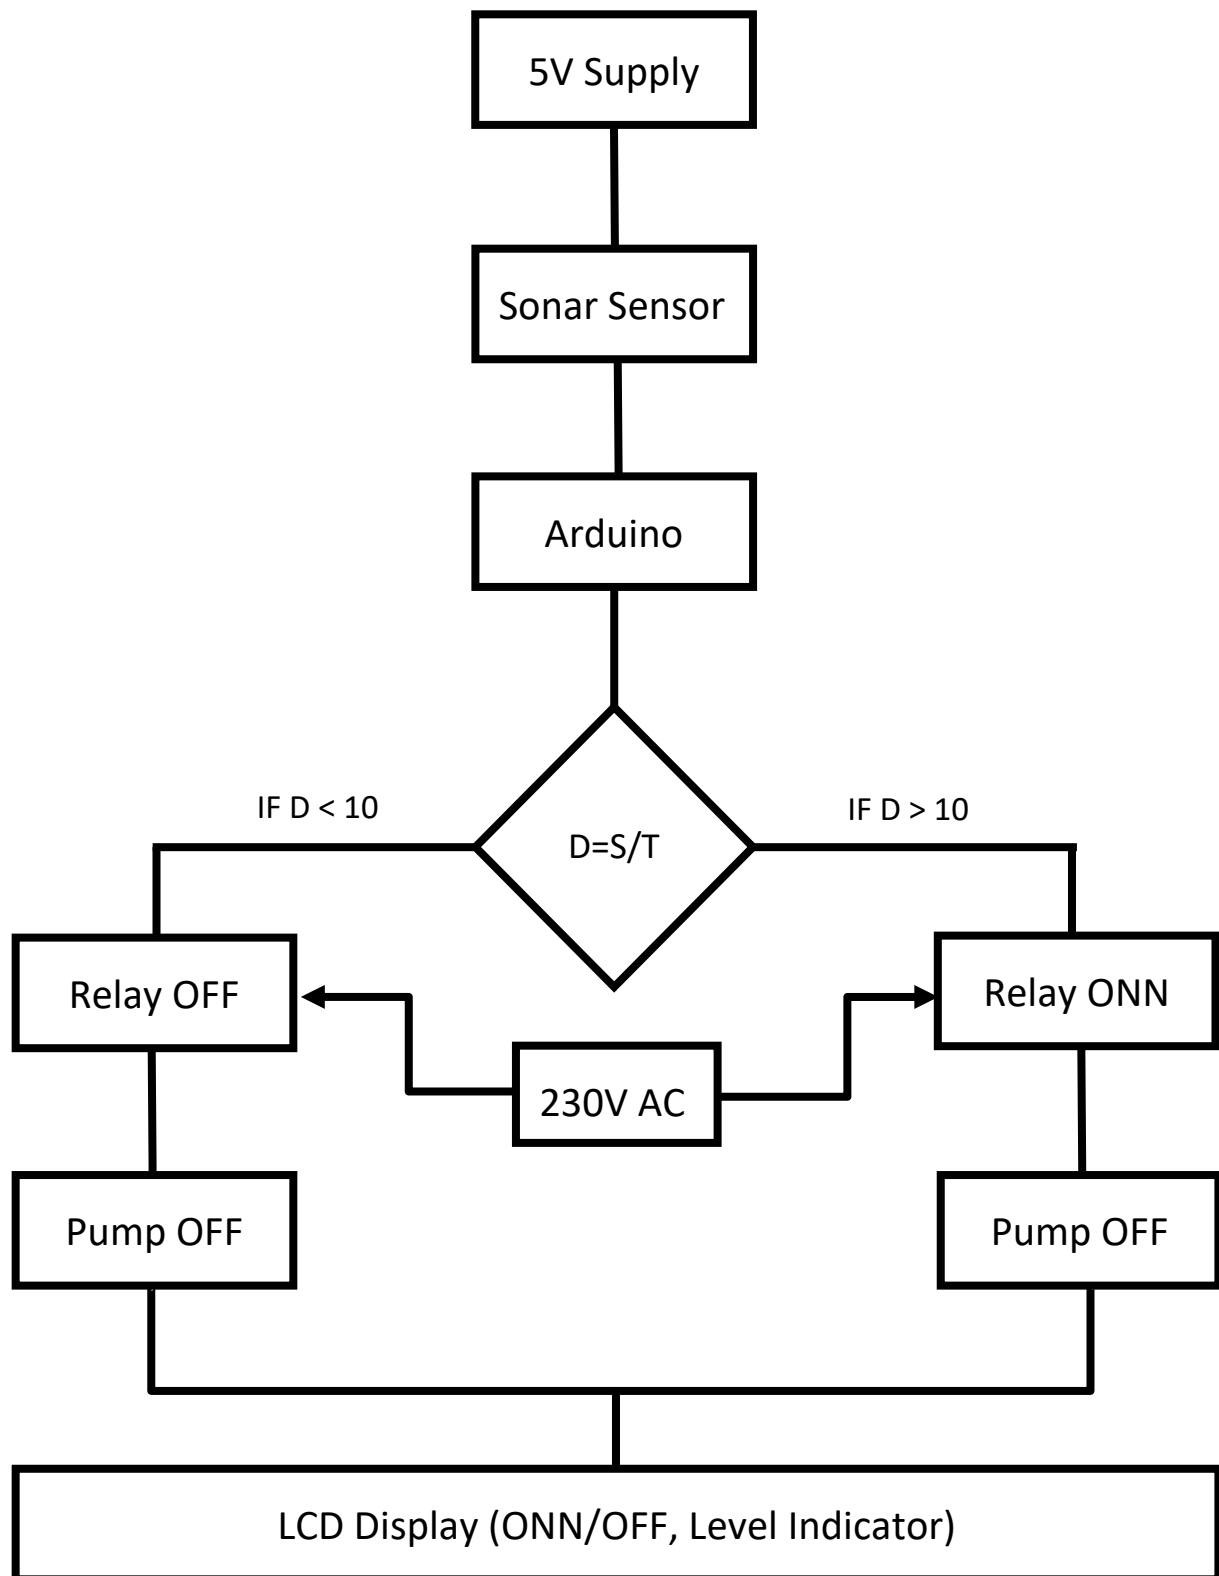 5V Supply
Sonar Sensor
Arduino
IF D < 10
IF D > 10
D=S/T
Relay OFF
Relay ONN
230V AC
Pump OFF
Pump OFF
LCD Display (ONN/OFF, Level Indicator)